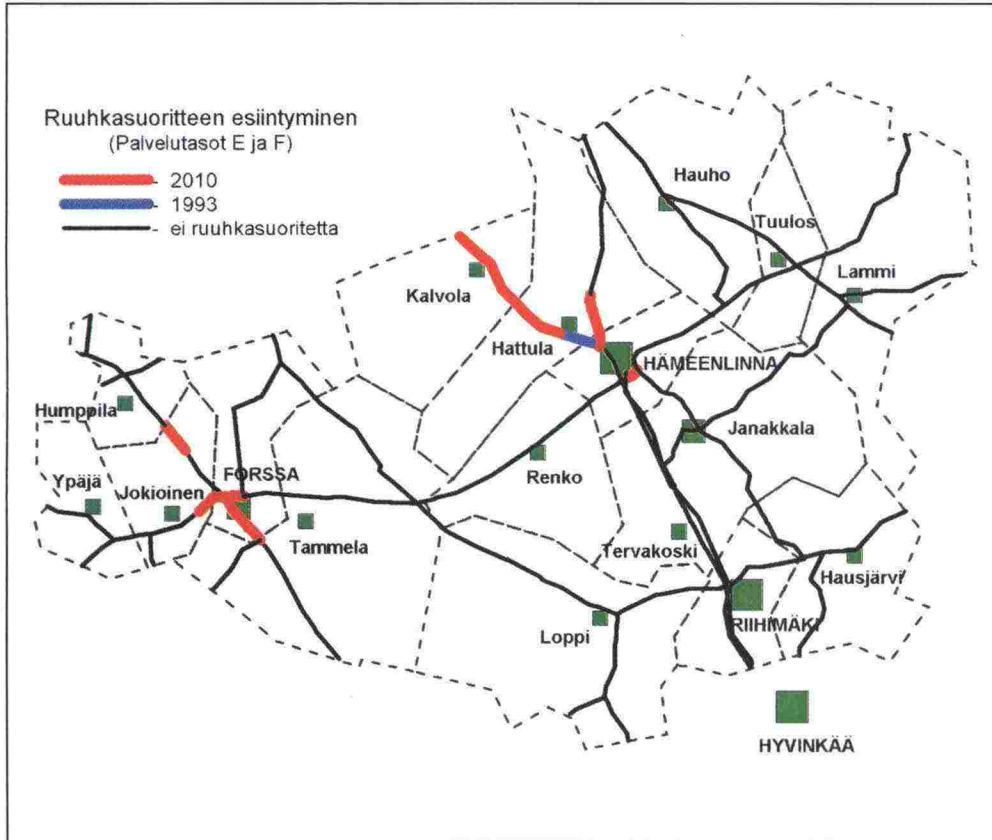 Ruuhkasuoritteen esiintyminen
(Palvelutasot E ja F)
2010
1993
ei ruuhkasuoritetta
Hauho
Tuulos
Lammi
Kalvola
Hattula
HÄMEENLINNA
Humppila
Janakkala
Renko
FORSSA
Ypäjä
Jokioinen
Tammela
Tervakoski
Hausjärvi
RIIHIMÄKI
Loppi
HYVINKÄÄ